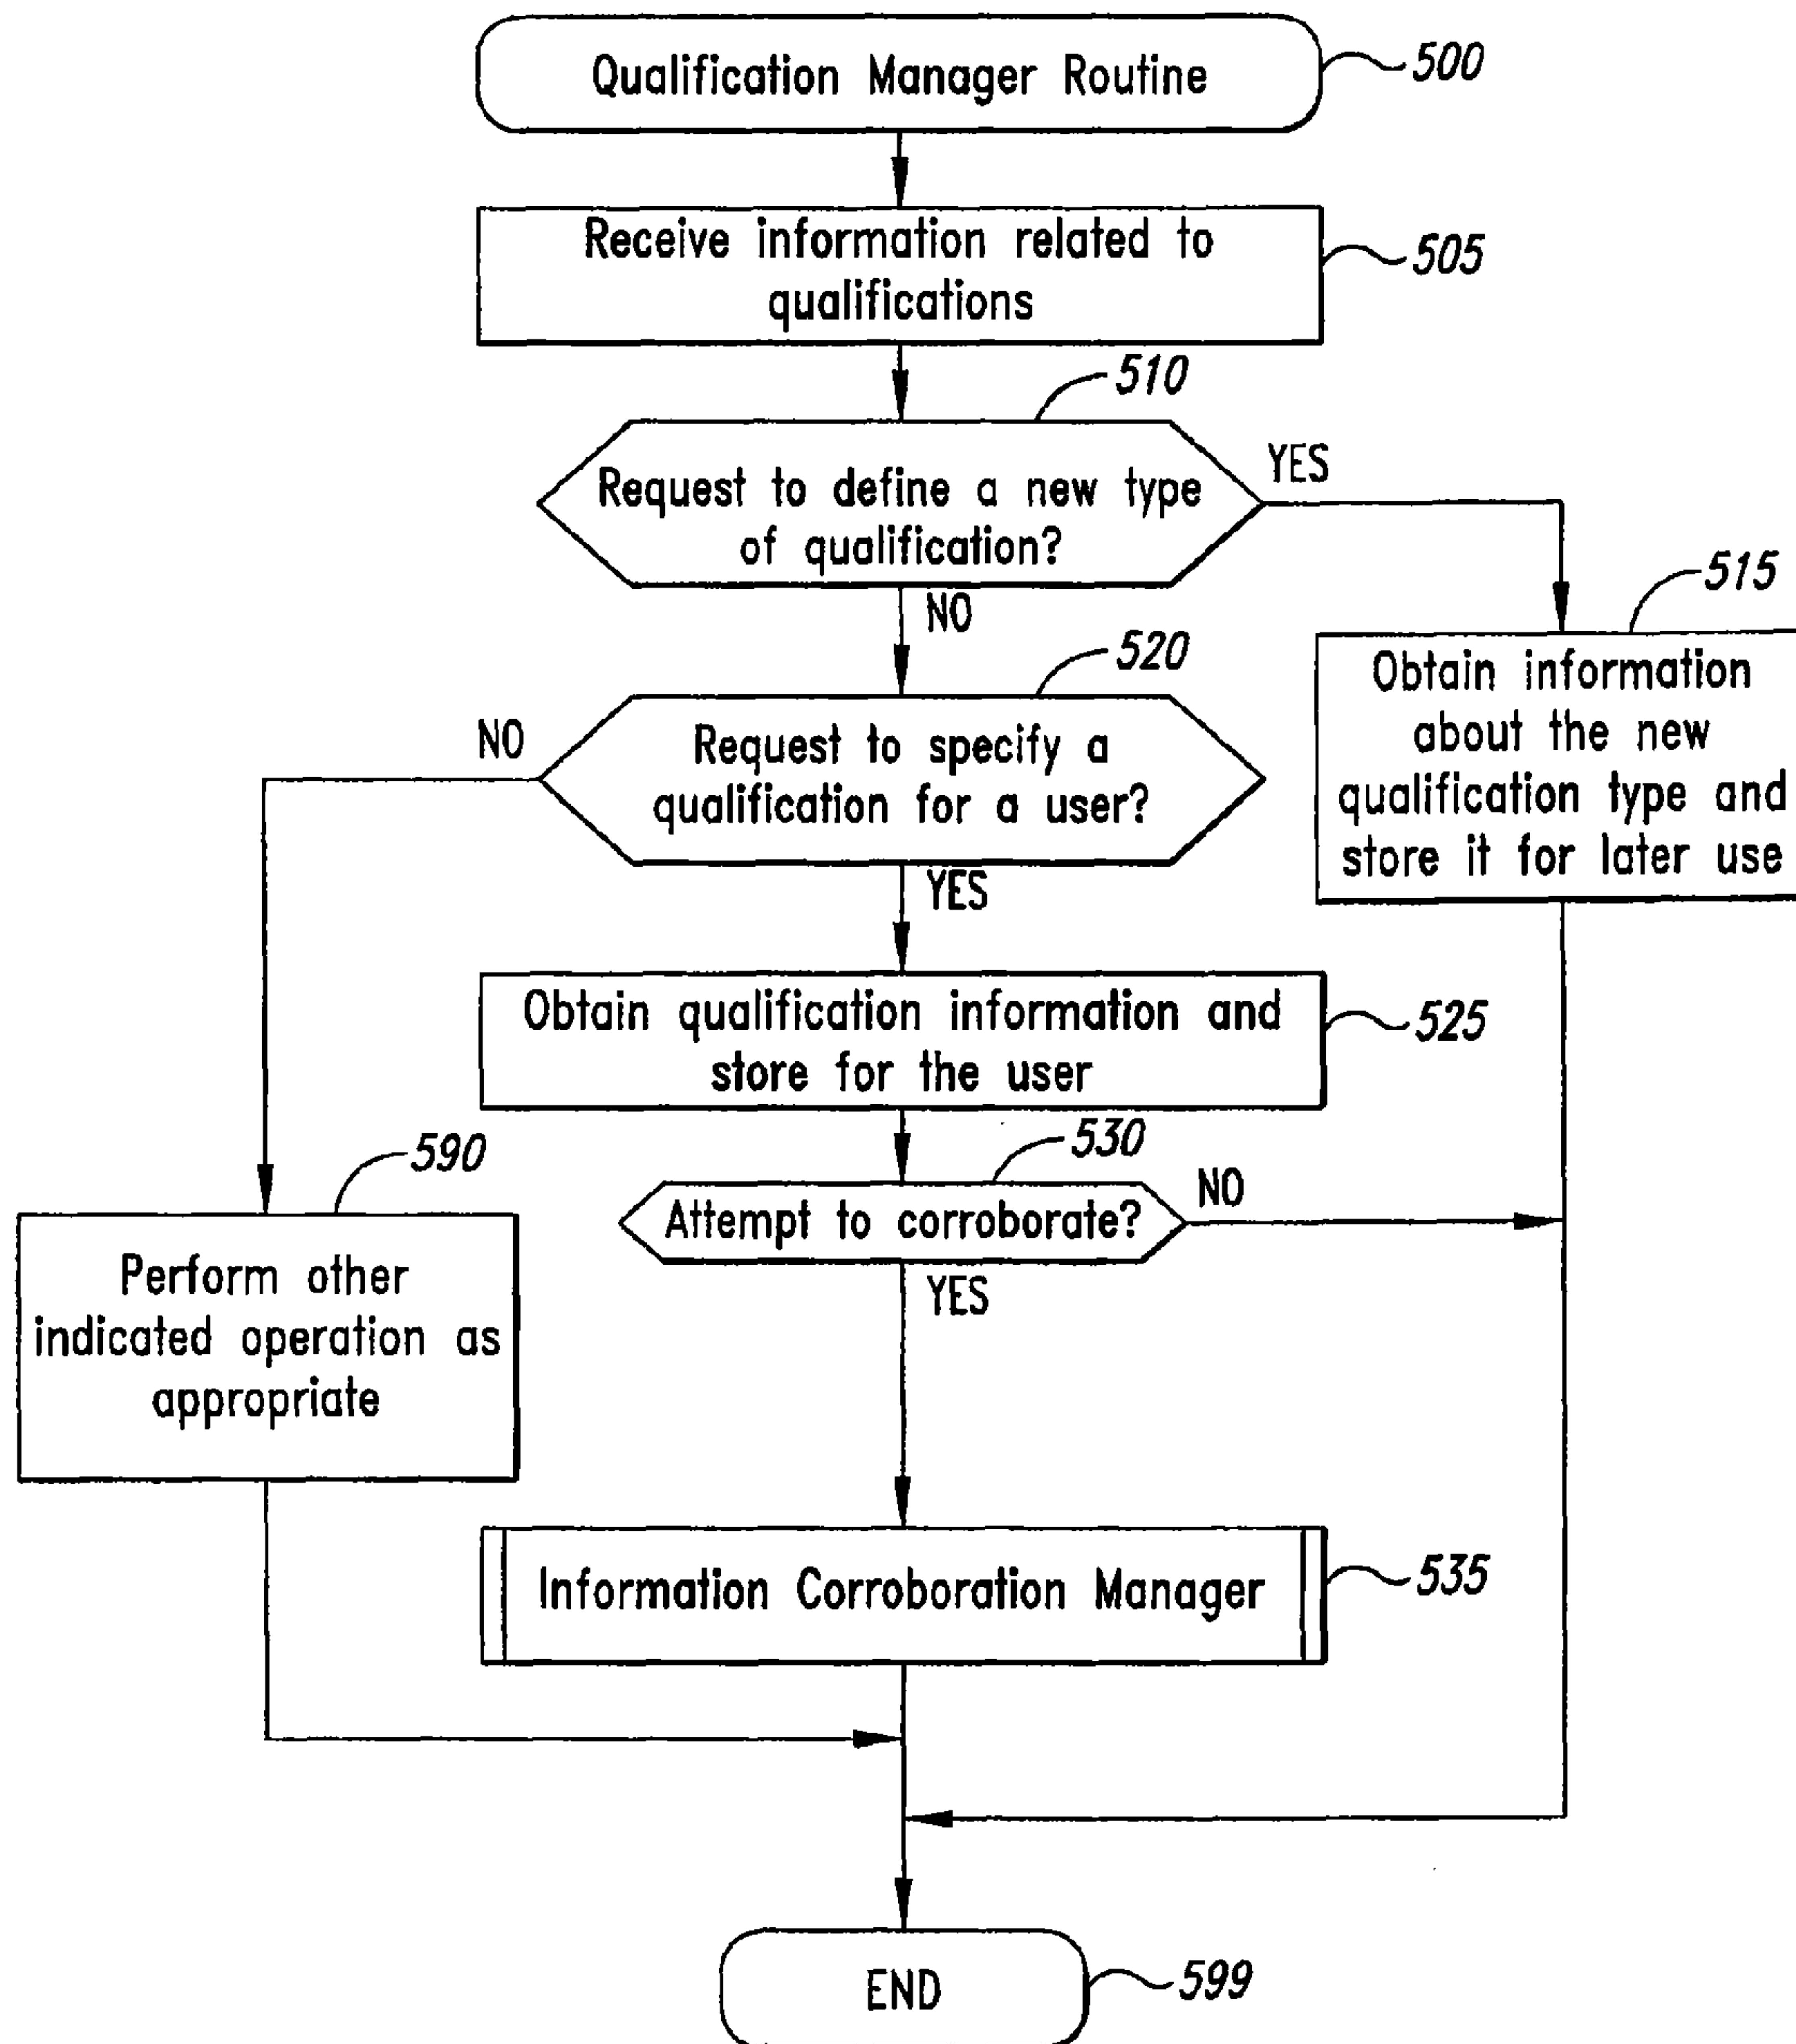 Qualification Manager Routine
500
Receive information related to
qualifications
505
510
Request to define a new type
of qualification?
YES
NO
515
Obtain information
about the new
qualification type and
store it for later use
520
Request to specify a
qualification for a user?
NO
YES
Obtain qualification information and
store for the user
525
530
Attempt to corroborate?
NO
YES
590
Perform other
indicated operation as
appropriate
Information Corroboration Manager
535
END
599